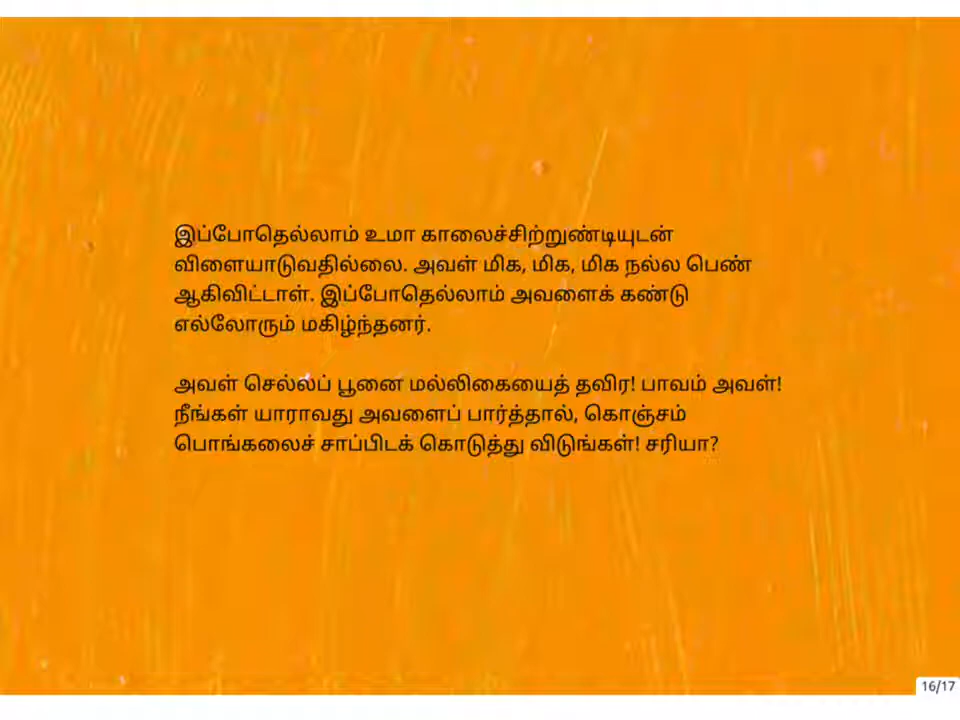 இப்போதெல்லாம் உமா காலைச்சிற்றுண்டியுடன்
விளையாடுவதில்லை. அவள் மிக, மிக, மிக நல்ல பெண்
ஆகிவிட்டாள். இப்போதெல்லாம் அவளைக் கண்டு
எல்லோரும் மகிழ்ந்தனர்.
அவள் செல்லப் பூனை மல்லிகையைத் தவிர! பாவம் அவள்!
நீங்கள் யாராவது அவளைப் பார்த்தால், கொஞ்சம்
பொங்கலைச் சாப்பிடக் கொடுத்து விடுங்கள்! சரியா?
16/17